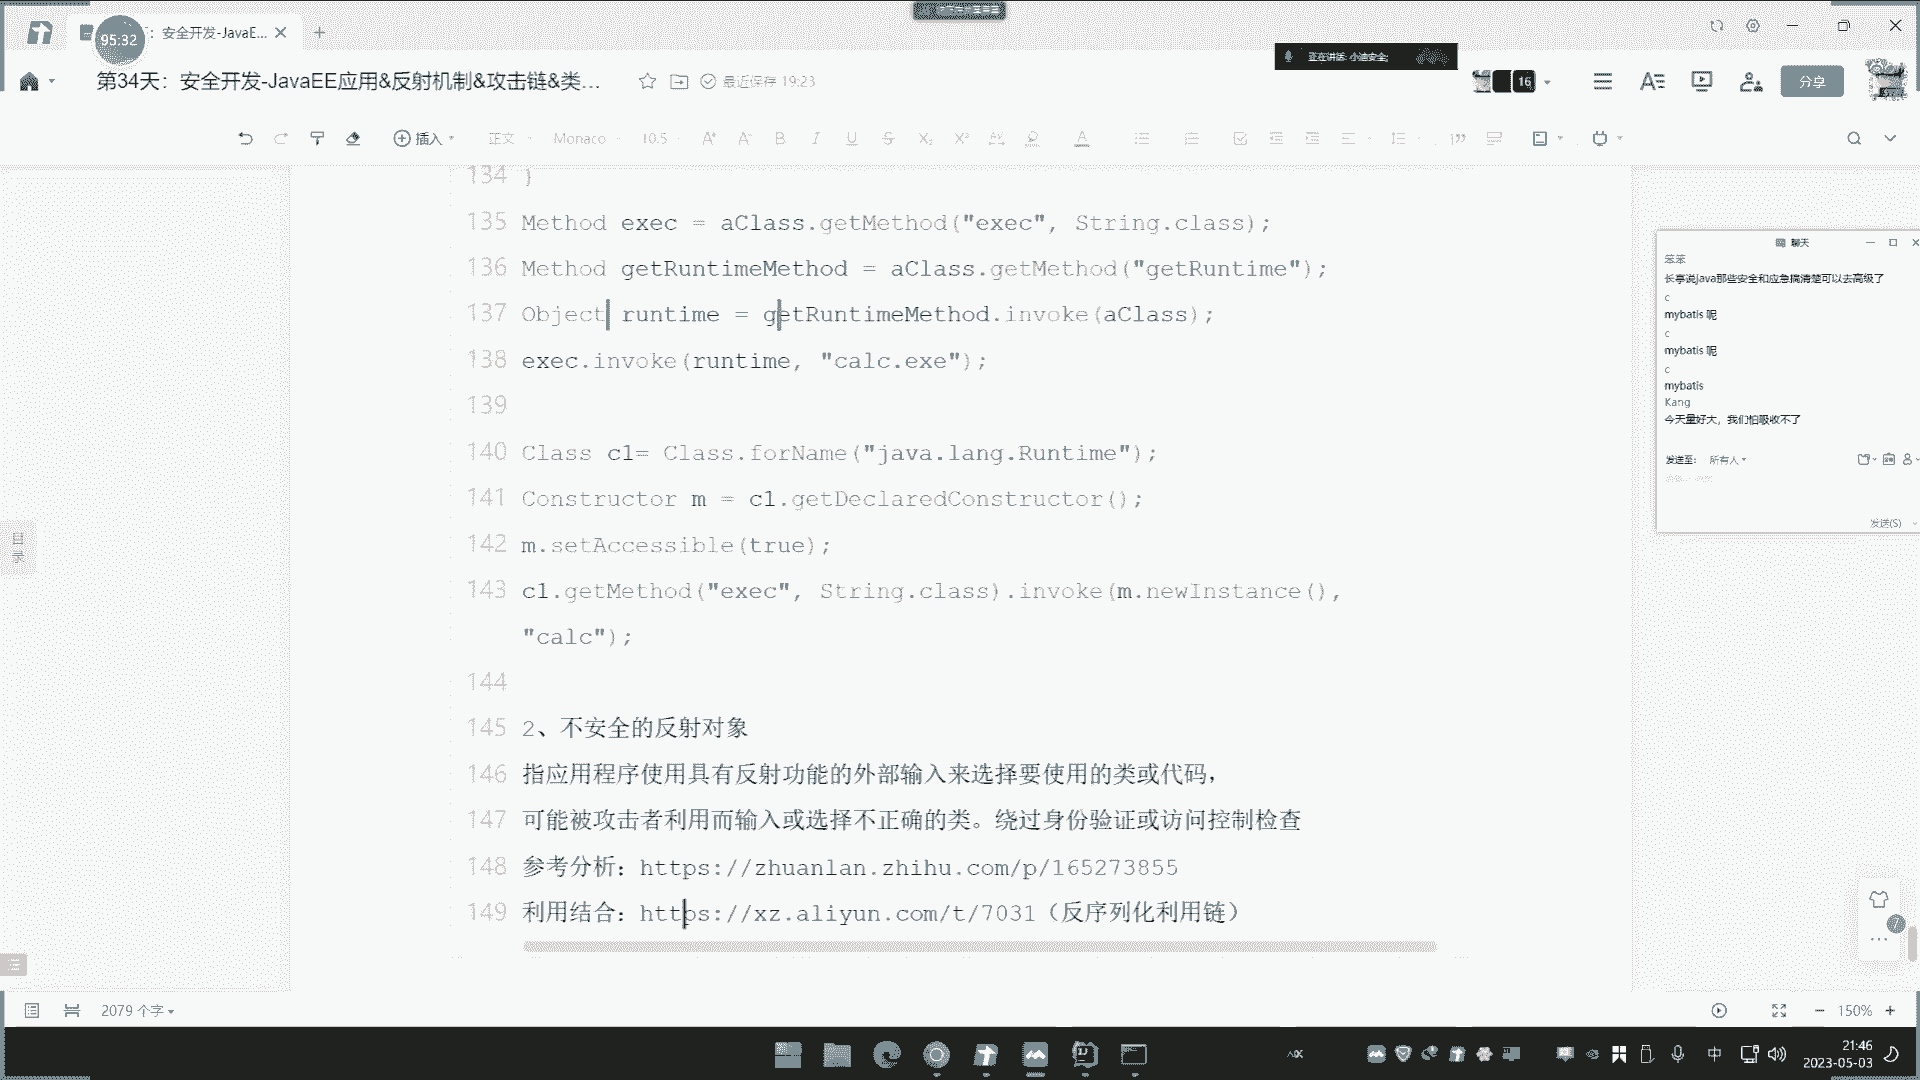 95:32
：安全开发-JavaE...
正在讲话: 小迪安全;
第34天：安全开发-JavaEE应用&反射机制&攻击链&类...
最近保存 19:23
16
分享
插入
正文
Monaco
10.5
134 )
135 Method exec = aClass.getMethod("exec", String.class);
136 Method getRuntimeMethod = aClass.getMethod("getRuntime");
137 Object runtime = getRuntimeMethod.invoke(aClass);
138 exec.invoke(runtime, "calc.exe");
139
140 Class c1= Class.forName("java.lang.Runtime");
141 Constructor m = c1.getDeclaredConstructor();
142 m.setAccessible(true);
143 c1.getMethod("exec", String.class).invoke(m.newInstance(),
"calc");
144
145 2、不安全的反射对象
146 指应用程序使用具有反射功能的外部输入来选择要使用的类或代码，
147 可能被攻击者利用而输入或选择不正确的类。绕过身份验证或访问控制检查
148 参考分析：https://zhuanlan.zhihu.com/p/165273855
149 利用结合：https://xz.aliyun.com/t/7031（反序列化利用链）
目录
聊天
笨笨
长亭说java那些安全和应急搞清楚可以去高级了
c
mybatis 呢
c
mybatis 呢
c
mybatis
Kang
今天量好大，我们怕吸收不了
发送至: 所有人
发送(S)
7
2079 个字
150%
中
21:46
2023-05-03